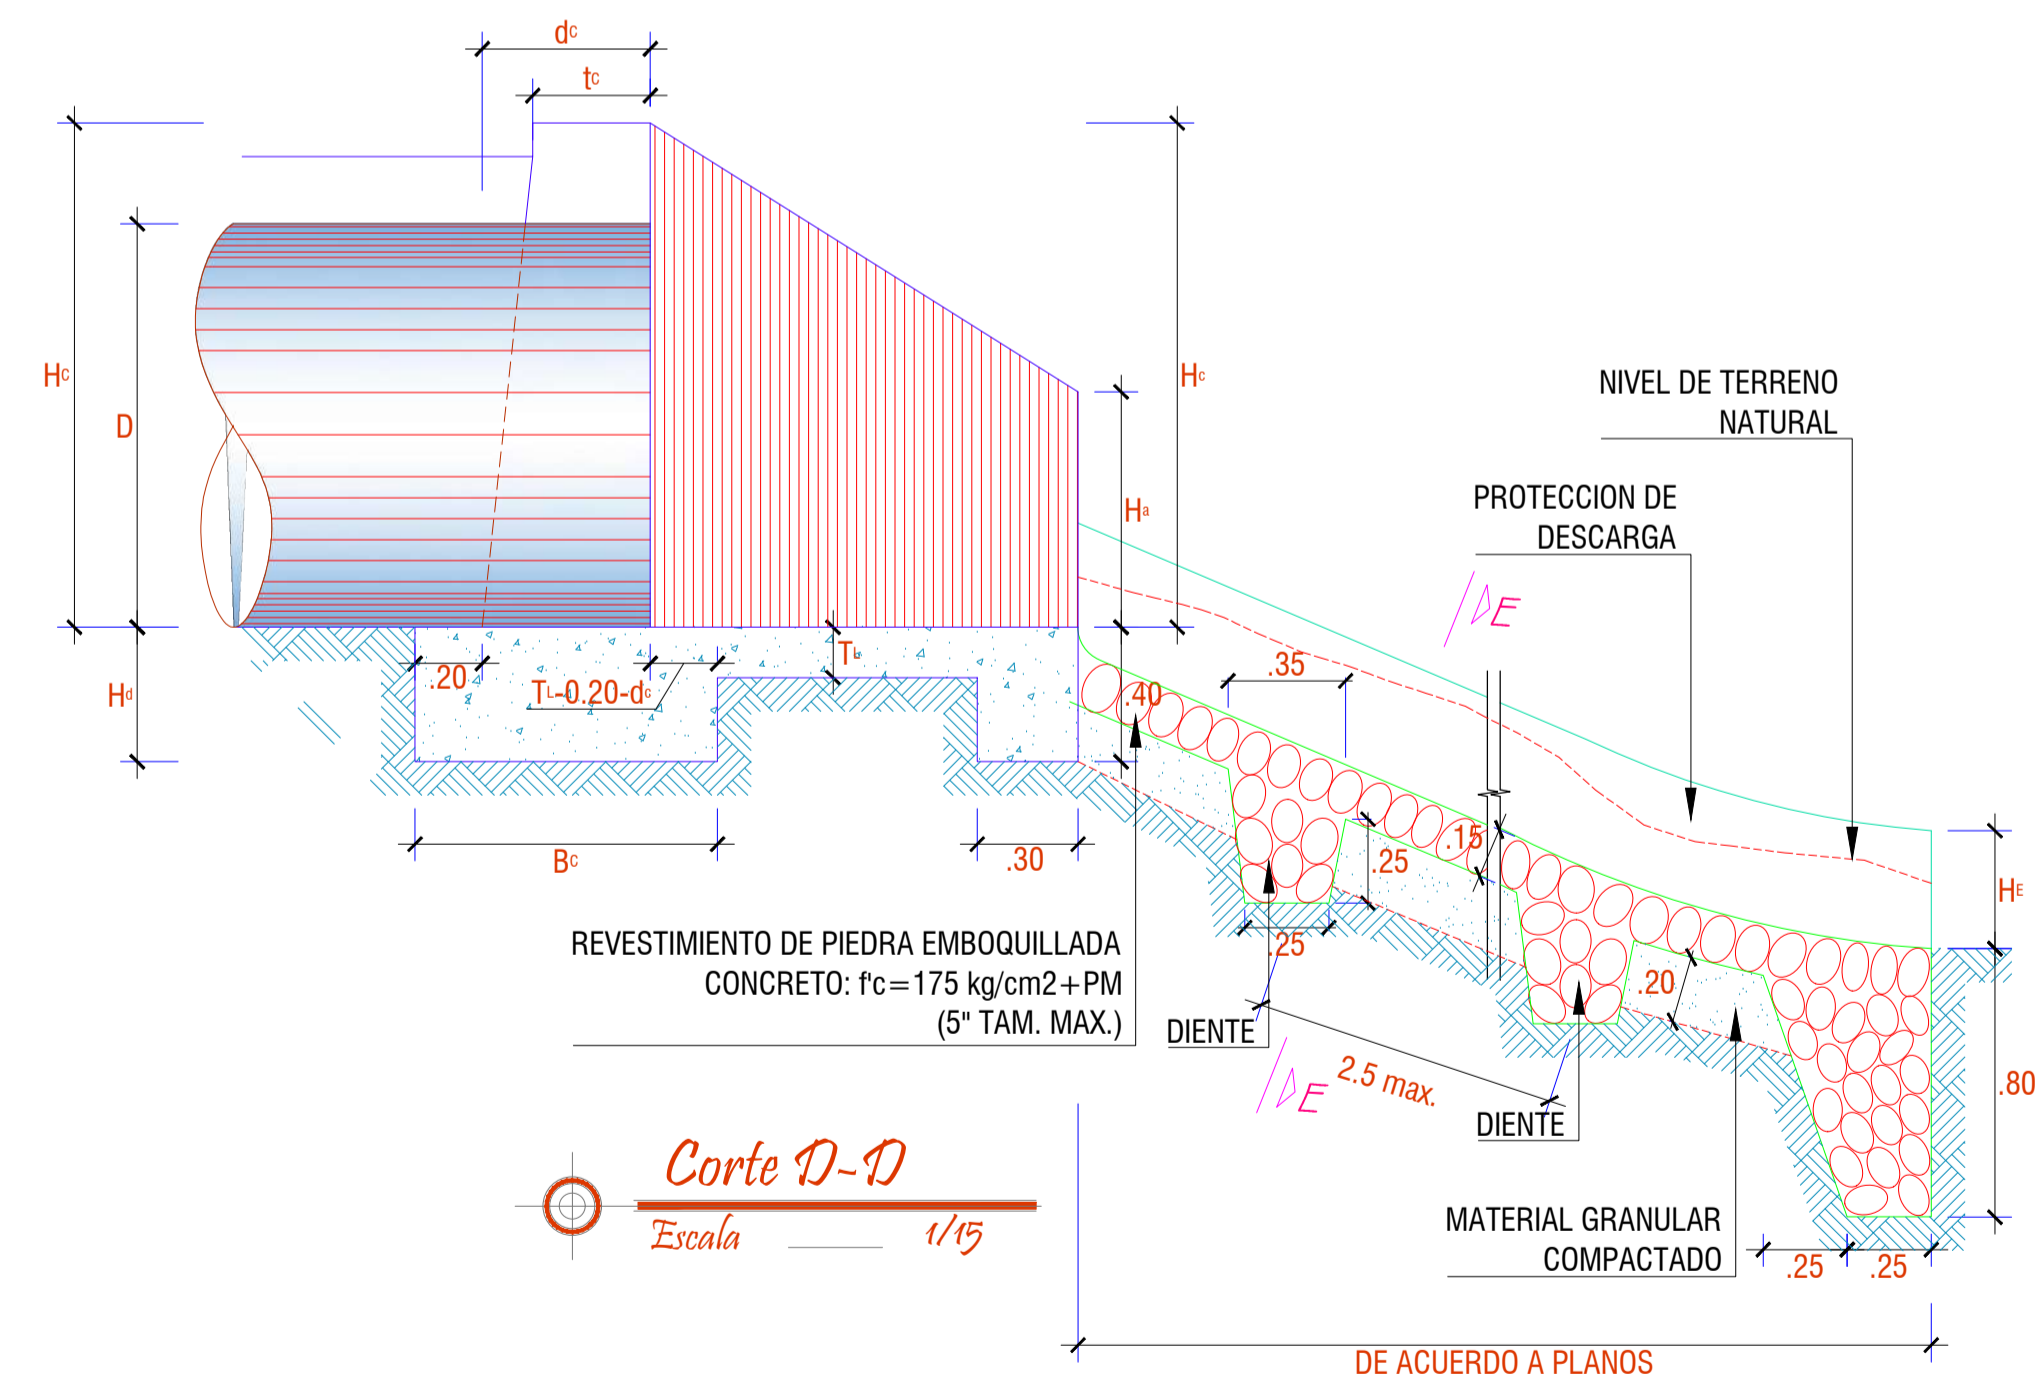 dc
tc
Hc
D
Hd
Hc
Ha
NIVEL DE TERRENO
NATURAL
PROTECCION DE
DESCARGA
E
.20
TL-0.20-dc
TL
.40
.35
.15
.25
.25
Bc
.30
HE
REVESTIMIENTO DE PIEDRA EMBOQUILLADA
CONCRETO: f'c=175 kg/cm2+PM
(5" TAM. MAX.)
DIENTE
.20
2.5 max.
E
DIENTE
.80
Corte D-D
Escala 1/15
MATERIAL GRANULAR
COMPACTADO
.25
.25
DE ACUERDO A PLANOS